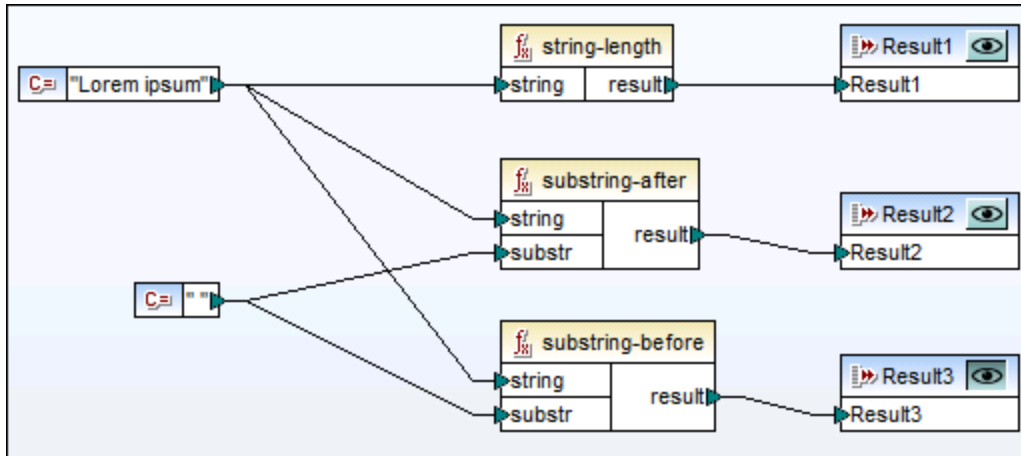 string-length
Result1
C= "Lorem ipsum"
string result
Result1
substring-after
string
result
substr
Result2
Result2
C= " "
substring-before
string
result
substr
Result3
Result3